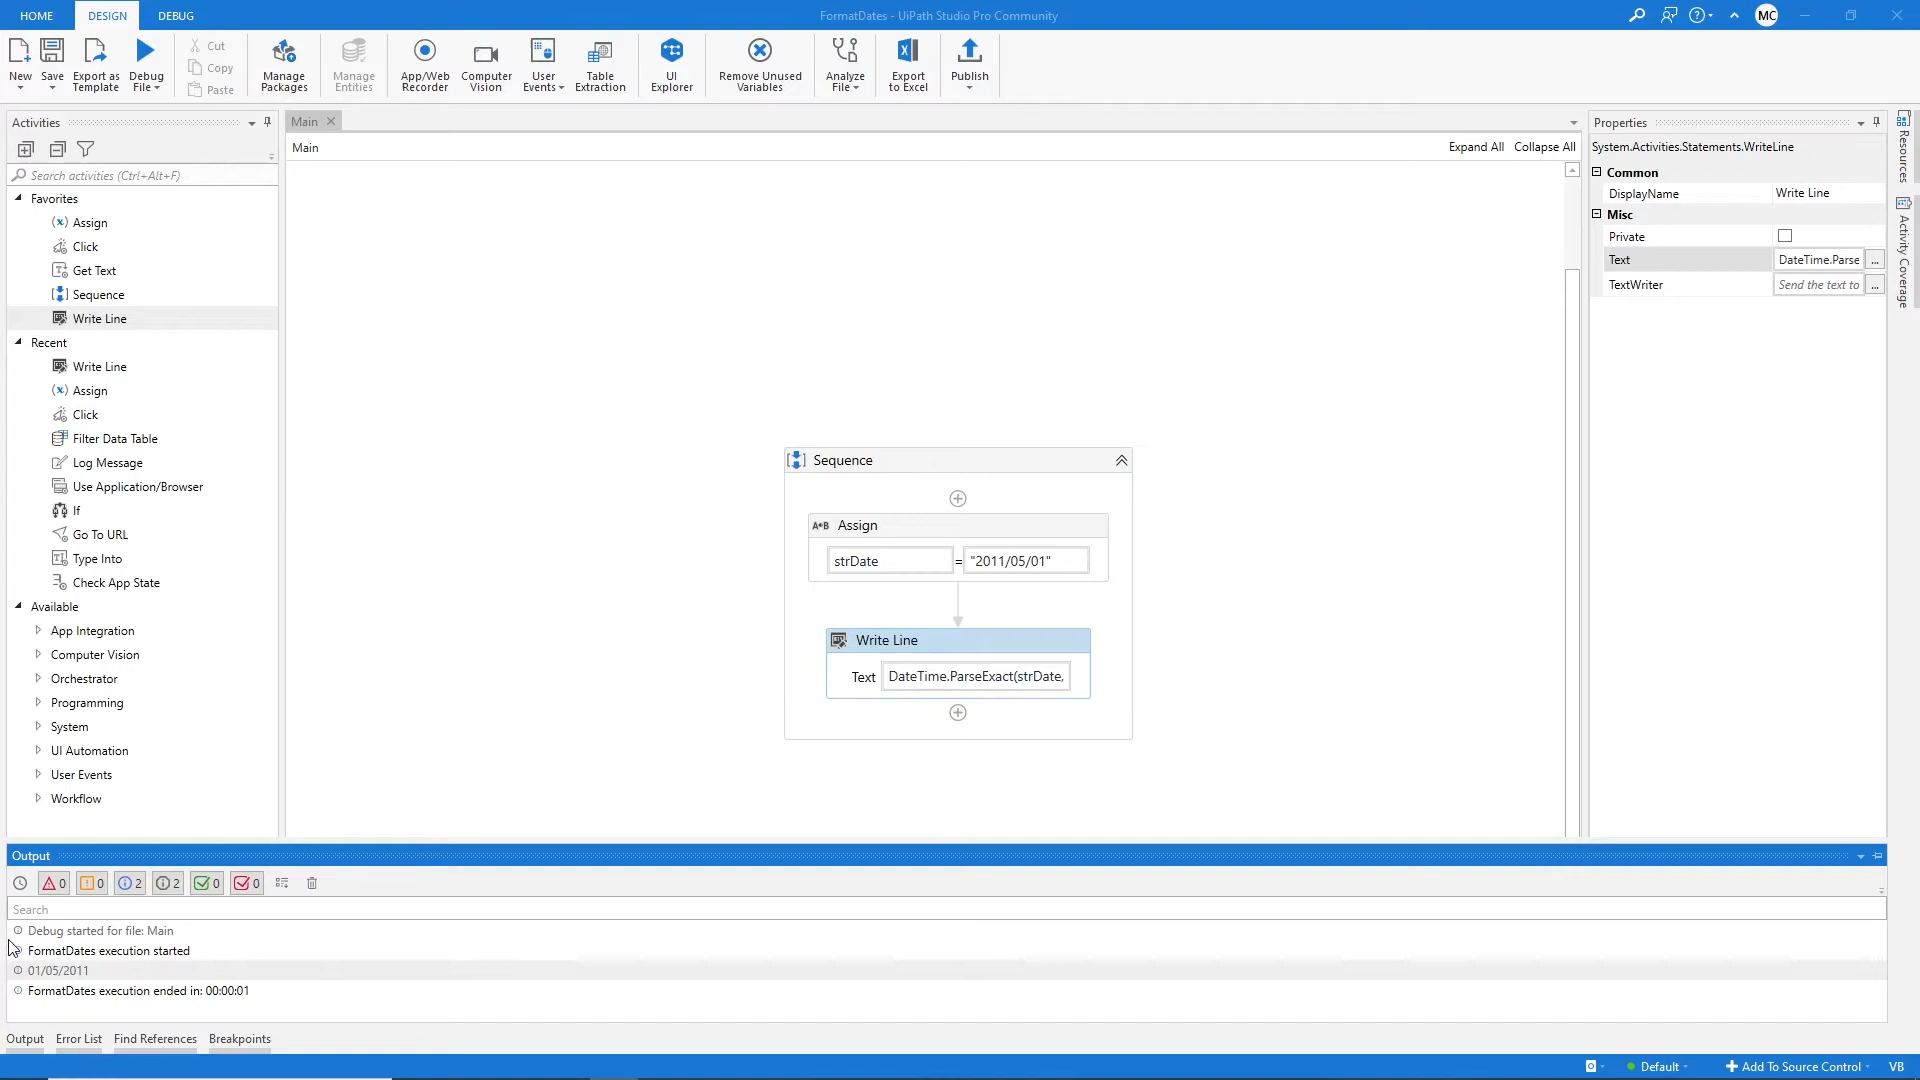 HOME DESIGN DEBUG FormatDates - UiPath Studio Pro Community MC
New Save Export as Template Debug File Cut Copy Paste Manage Packages Manage Entities App/Web Recorder Computer Vision User Events Table Extraction UI Explorer Remove Unused Variables Analyze File Export to Excel Publish
Activities
Search activities (Ctrl+Alt+F)
Favorites
Assign
Click
Get Text
Sequence
Write Line
Recent
Write Line
Assign
Click
Filter Data Table
Log Message
Use Application/Browser
If
Go To URL
Type Into
Check App State
Available
App Integration
Computer Vision
Orchestrator
Programming
System
UI Automation
User Events
Workflow
Main
Main Expand All Collapse All
Sequence
A*B Assign
strDate = "2011/05/01"
Write Line
Text DateTime.ParseExact(strDate,
Properties
System.Activities.Statements.WriteLine
Common
DisplayName Write Line
Misc
Private
Text DateTime.Parse ...
TextWriter Send the text to ...
Resources
Activity Coverage
Output
0 0 2 2 0 0
Search
Debug started for file: Main
FormatDates execution started
01/05/2011
FormatDates execution ended in: 00:00:01
Output Error List Find References Breakpoints
Default Add To Source Control VB